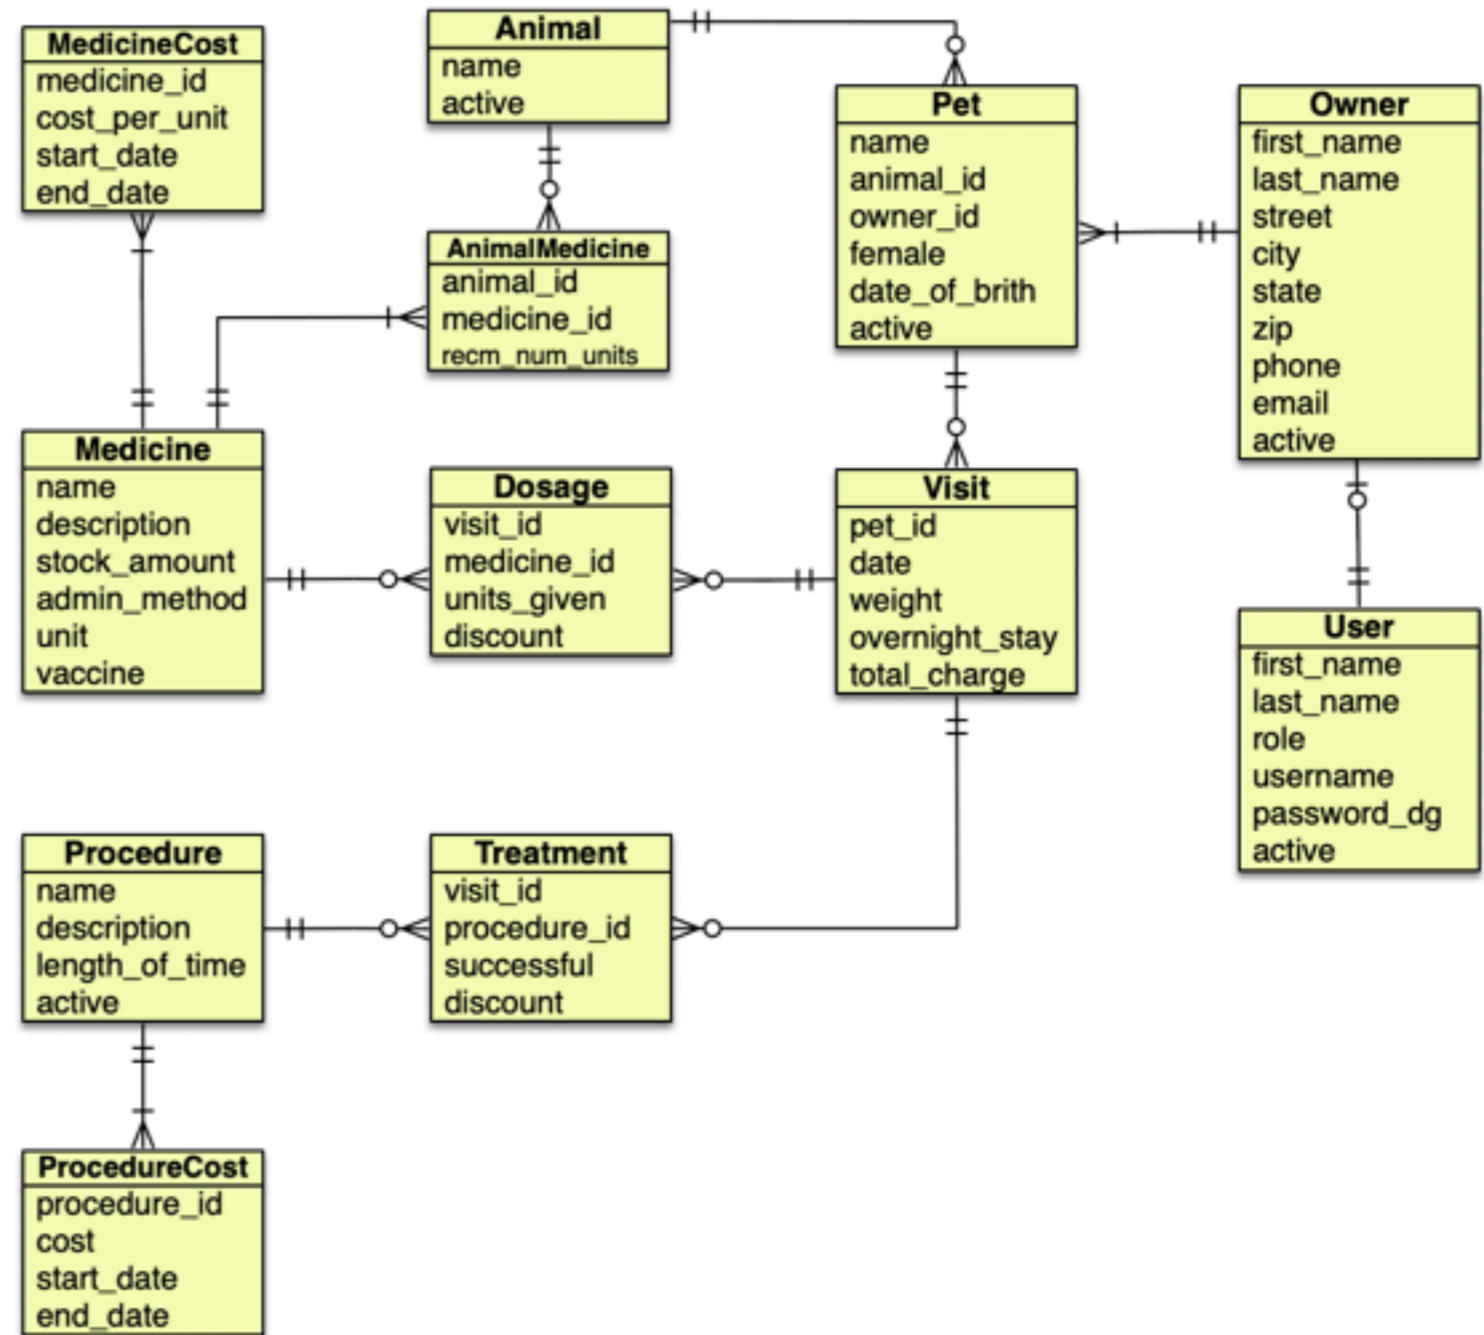 MedicineCost
medicine_id
cost_per_unit
start_date
end_date
Animal
name
active
AnimalMedicine
animal_id
medicine_id
recm_num_units
Pet
name
animal_id
owner_id
female
date_of_brith
active
Owner
first_name
last_name
street
city
state
zip
phone
email
active
Medicine
name
description
stock_amount
admin_method
unit
vaccine
Dosage
visit_id
medicine_id
units_given
discount
Visit
pet_id
date
weight
overnight_stay
total_charge
User
first_name
last_name
role
username
password_dg
active
Procedure
name
description
length_of_time
active
Treatment
visit_id
procedure_id
successful
discount
ProcedureCost
procedure_id
cost
start_date
end_date